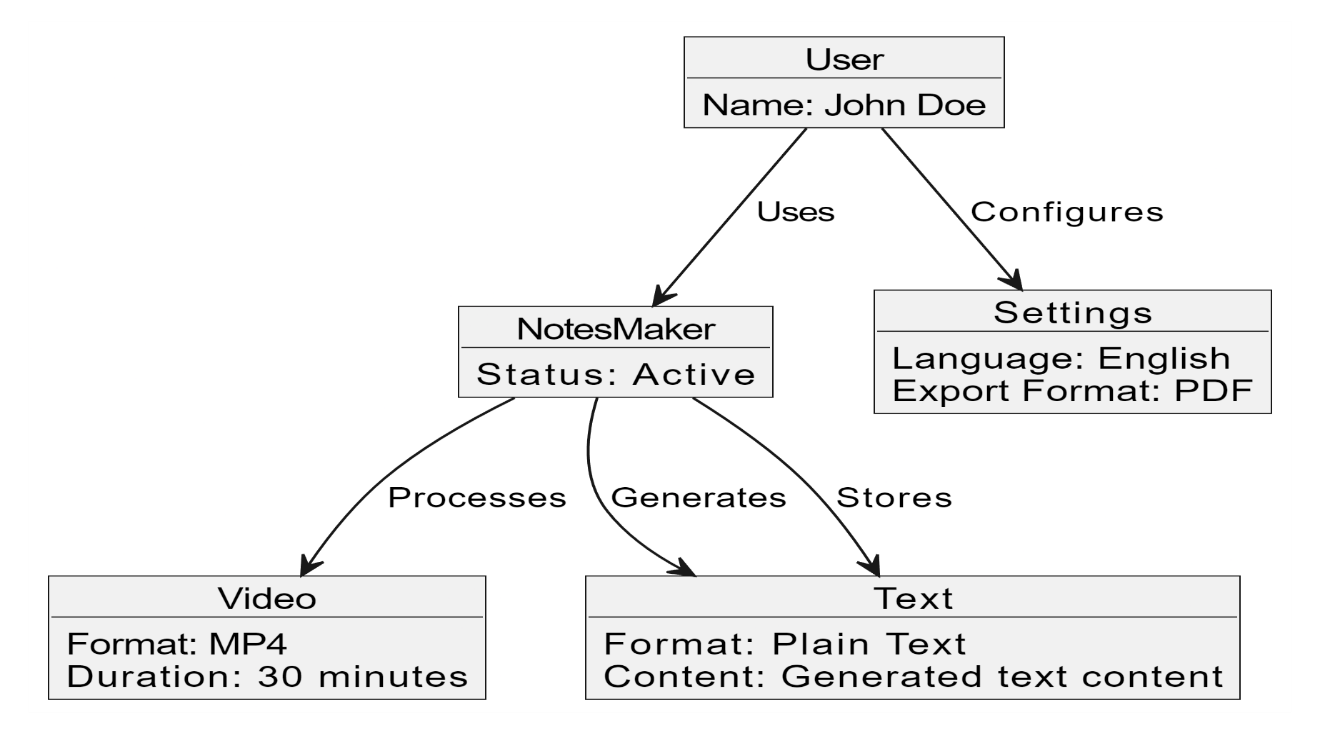 User
Name: John Doe
Uses
Configures
NotesMaker
Status: Active
Settings
Language: English
Export Format: PDF
Processes
Generates
Stores
Video
Format: MP4
Duration: 30 minutes
Text
Format: Plain Text
Content: Generated text content